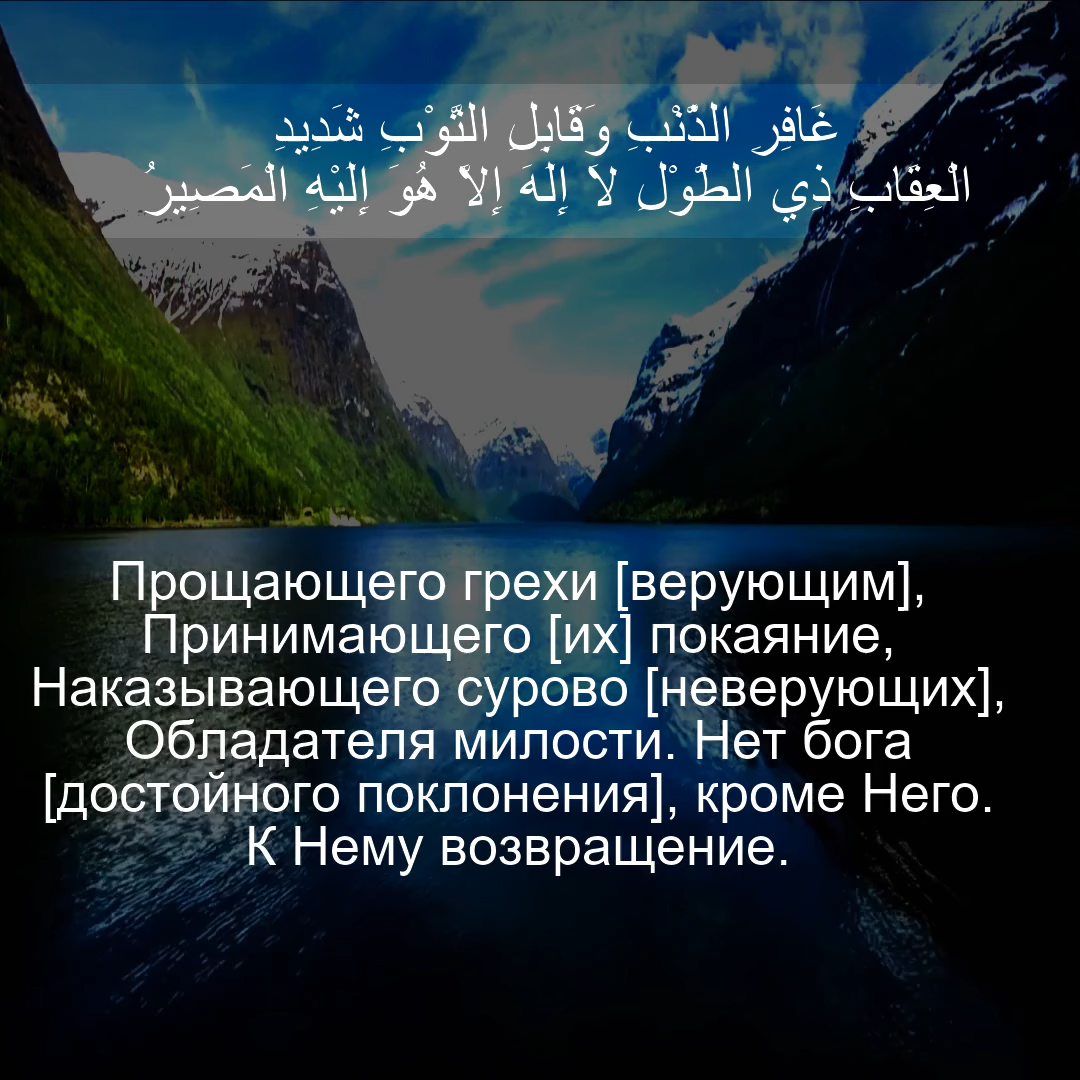 غَافِرِ الذَّنْبِ وَقَابِلِ التَّوْبِ شَدِيدِ
الْعِقَابِ ذِي الطَّوْلِ لاَ إِلَهَ إِلاَّ هُوَ إِلَيْهِ الْمَصِيرُ
Прощающего грехи [верующим],
Принимающего [их] покаяние,
Наказывающего сурово [неверующих],
Обладателя милости. Нет бога
[достойного поклонения], кроме Него.
К Нему возвращение.